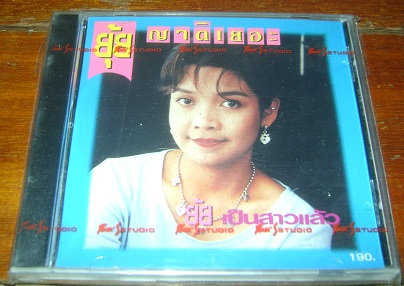 ยุ้ย ญาติเยอะ
ยุ้ย เป็นสาวแล้ว
190.